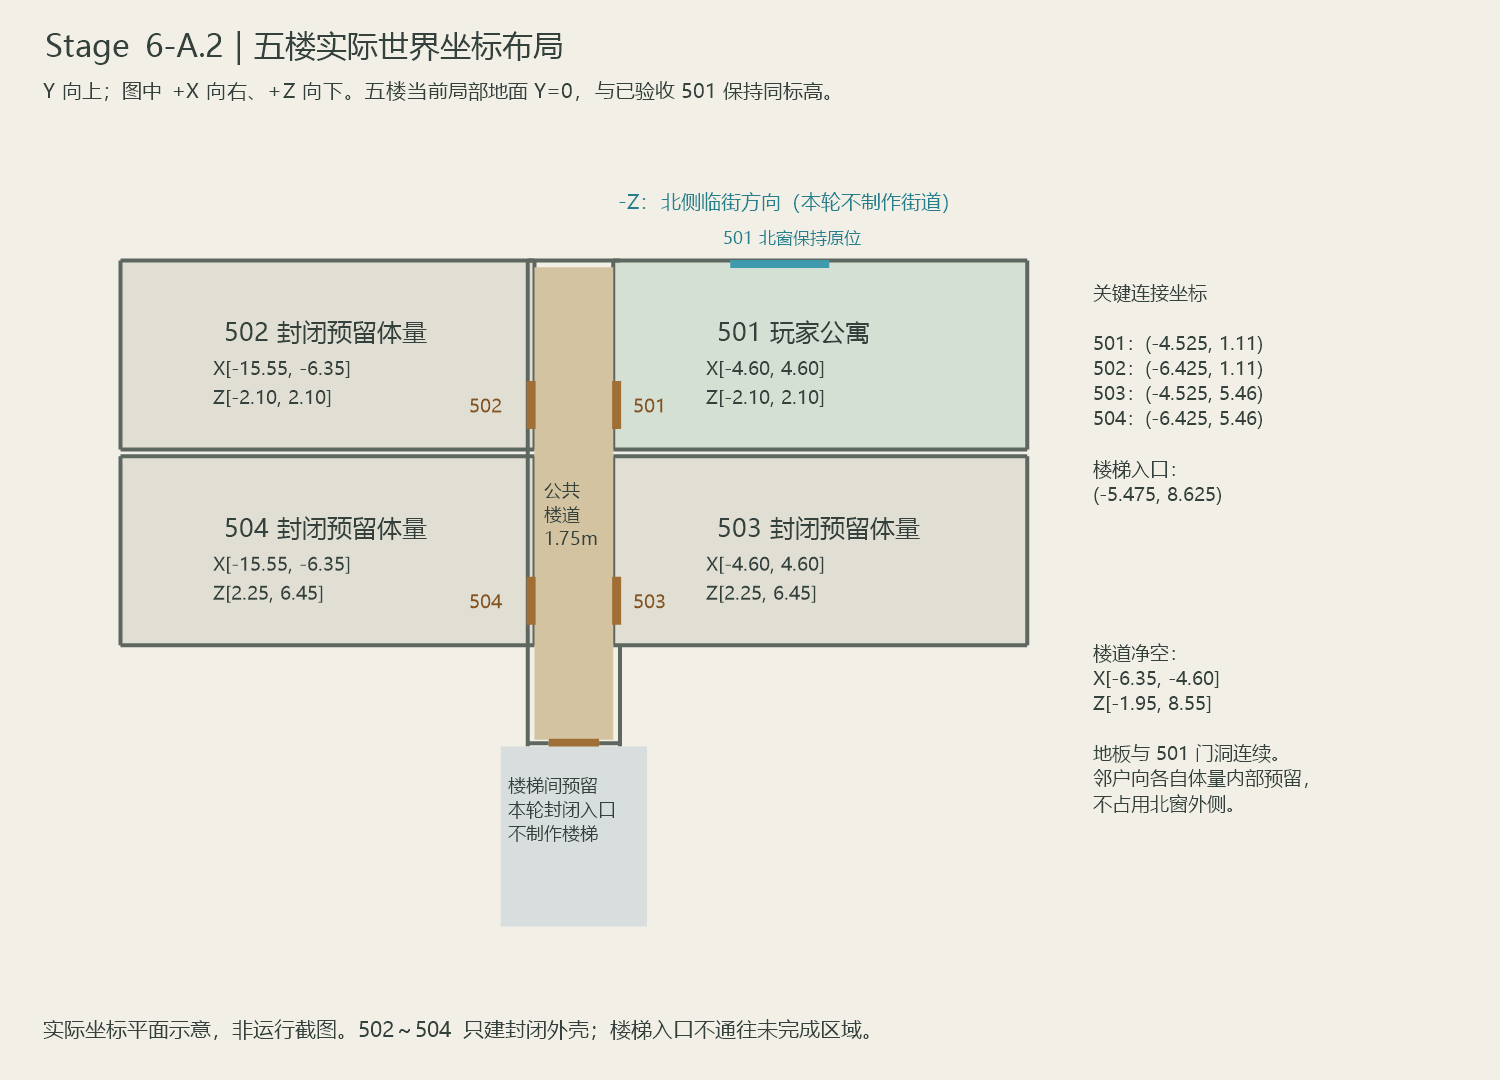 Stage 6-A.2 | 五楼实际世界坐标布局
Y 向上；图中 +X 向右、+Z 向下。五楼当前局部地面 Y=0，与已验收 501 保持同标高。
-Z：北侧临街方向（本轮不制作街道）
501 北窗保持原位
502 封闭预留体量
X[-15.55, -6.35]
Z[-2.10, 2.10]
502
501 玩家公寓
X[-4.60, 4.60]
Z[-2.10, 2.10]
501
504 封闭预留体量
X[-15.55, -6.35]
Z[2.25, 6.45]
504
公共
楼道
1.75m
503 封闭预留体量
X[-4.60, 4.60]
Z[2.25, 6.45]
503
楼梯间预留
本轮封闭入口
不制作楼梯
关键连接坐标
501：(-4.525, 1.11)
502：(-6.425, 1.11)
503：(-4.525, 5.46)
504：(-6.425, 5.46)
楼梯入口：
(-5.475, 8.625)
楼道净空：
X[-6.35, -4.60]
Z[-1.95, 8.55]
地板与 501 门洞连续。
邻户向各自体量内部预留，
不占用北窗外侧。
实际坐标平面示意，非运行截图。502～504 只建封闭外壳；楼梯入口不通往未完成区域。